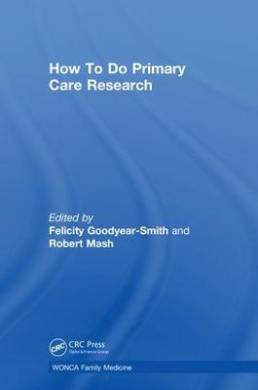 How To Do Primary
Care Research
Edited by
Felicity Goodyear-Smith and
Robert Mash
CRC
CRC Press
Taylor & Francis Group
WONCA Family Medicine